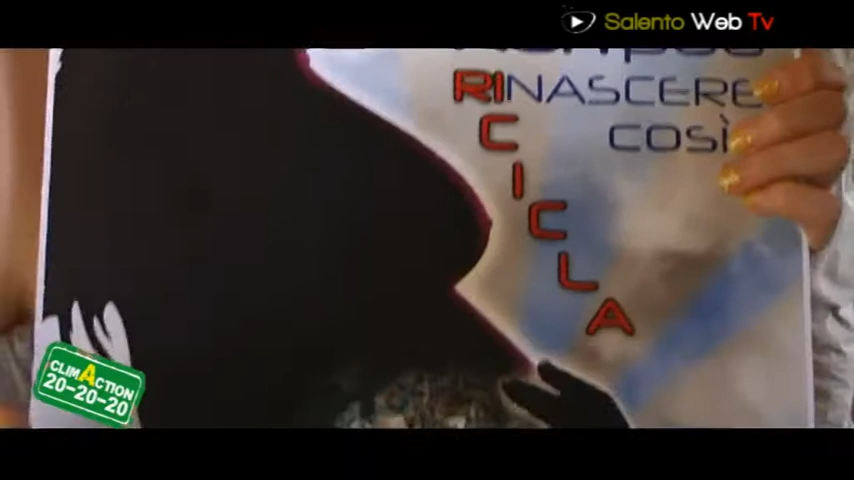 Salento Web Tv
RINASCERE
COSÌ
RICICLA
CLIMACTION
20-20-20